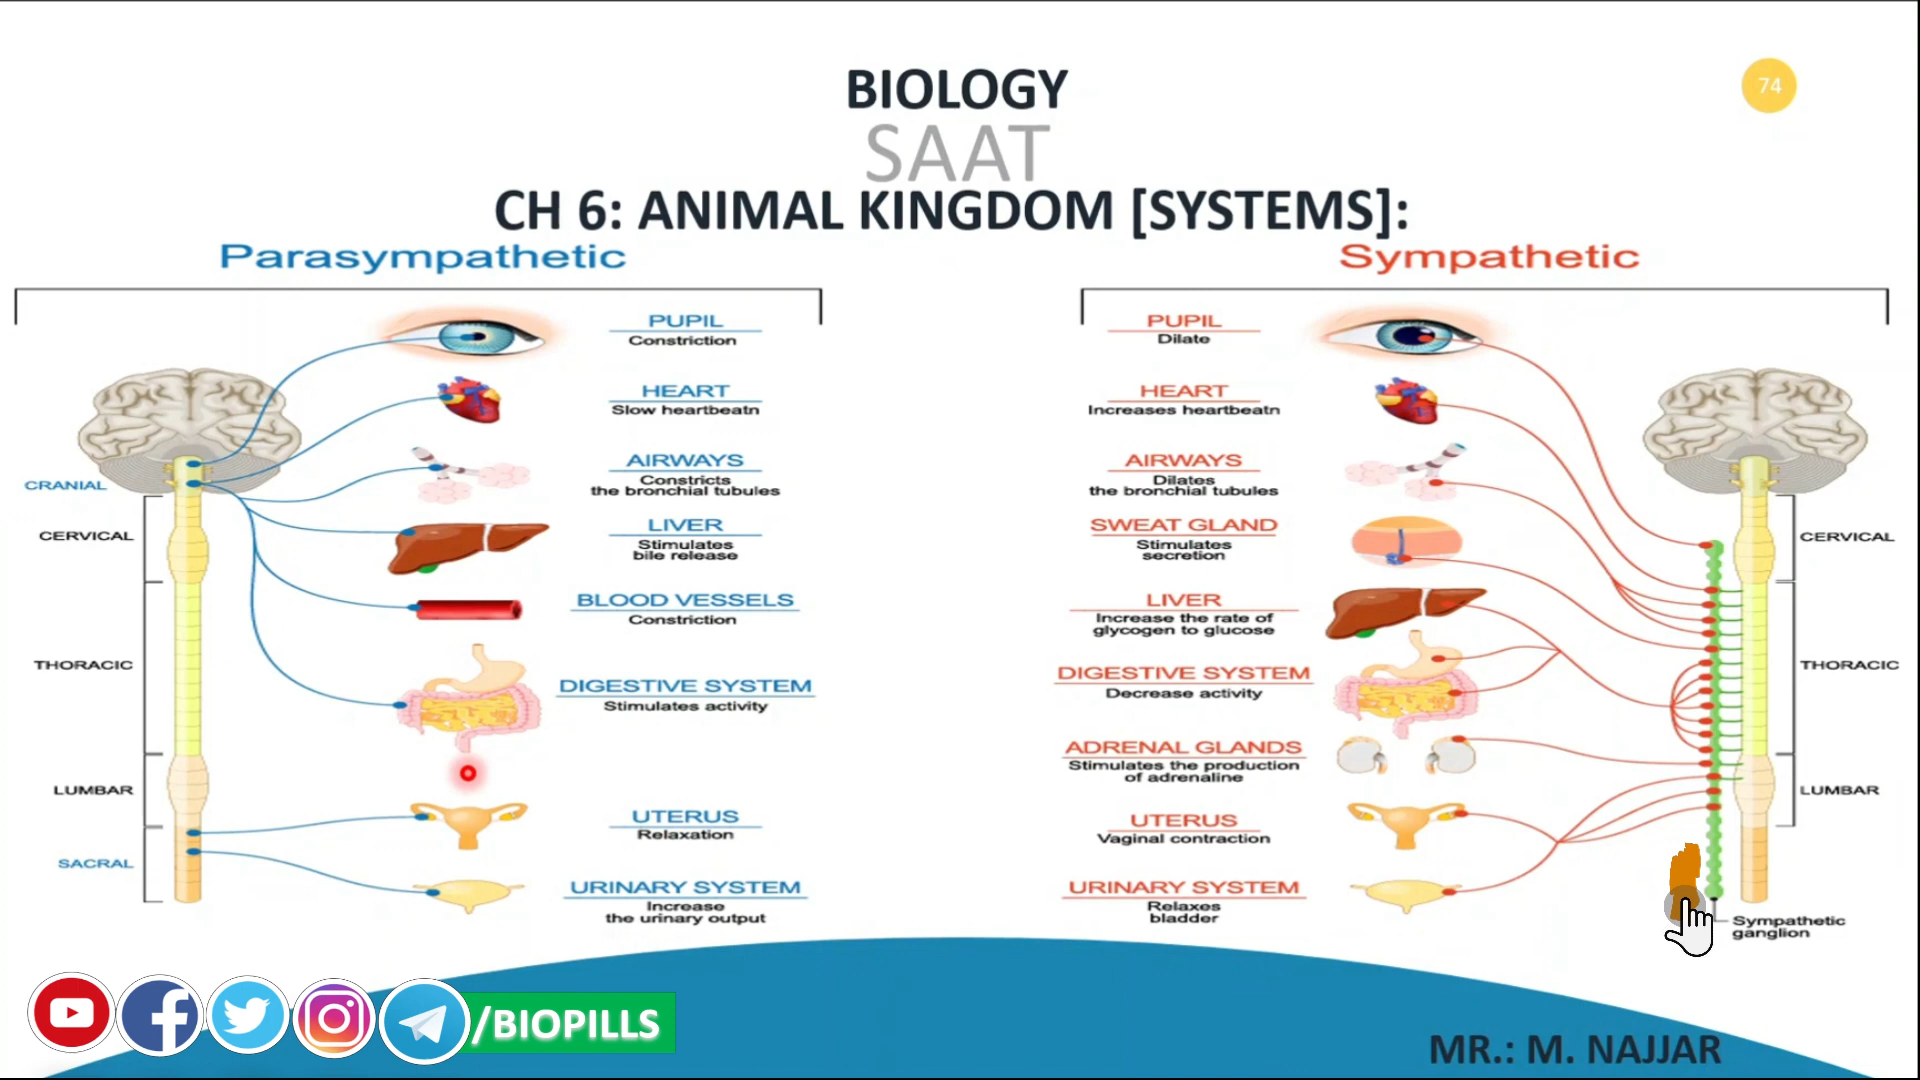 BIOLOGY
74
SAAT
CH 6: ANIMAL KINGDOM [SYSTEMS]:
Parasympathetic
PUPIL
Constriction
HEART
Slow heartbeatn
AIRWAYS
Constricts
the bronchial tubules
LIVER
Stimulates
bile release
BLOOD VESSELS
Constriction
DIGESTIVE SYSTEM
Stimulates activity
UTERUS
Relaxation
URINARY SYSTEM
Increase
the urinary output
CRANIAL
CERVICAL
THORACIC
LUMBAR
SACRAL
Sympathetic
PUPIL
Dilate
HEART
Increases heartbeatn
AIRWAYS
Dilates
the bronchial tubules
SWEAT GLAND
Stimulates
secretion
LIVER
Increase the rate of
glycogen to glucose
DIGESTIVE SYSTEM
Decrease activity
ADRENAL GLANDS
Stimulates the production
of adrenaline
UTERUS
Vaginal contraction
URINARY SYSTEM
Relaxes
bladder
CERVICAL
THORACIC
LUMBAR
Sympathetic
ganglion
/BIOPILLS
MR.: M. NAJJAR